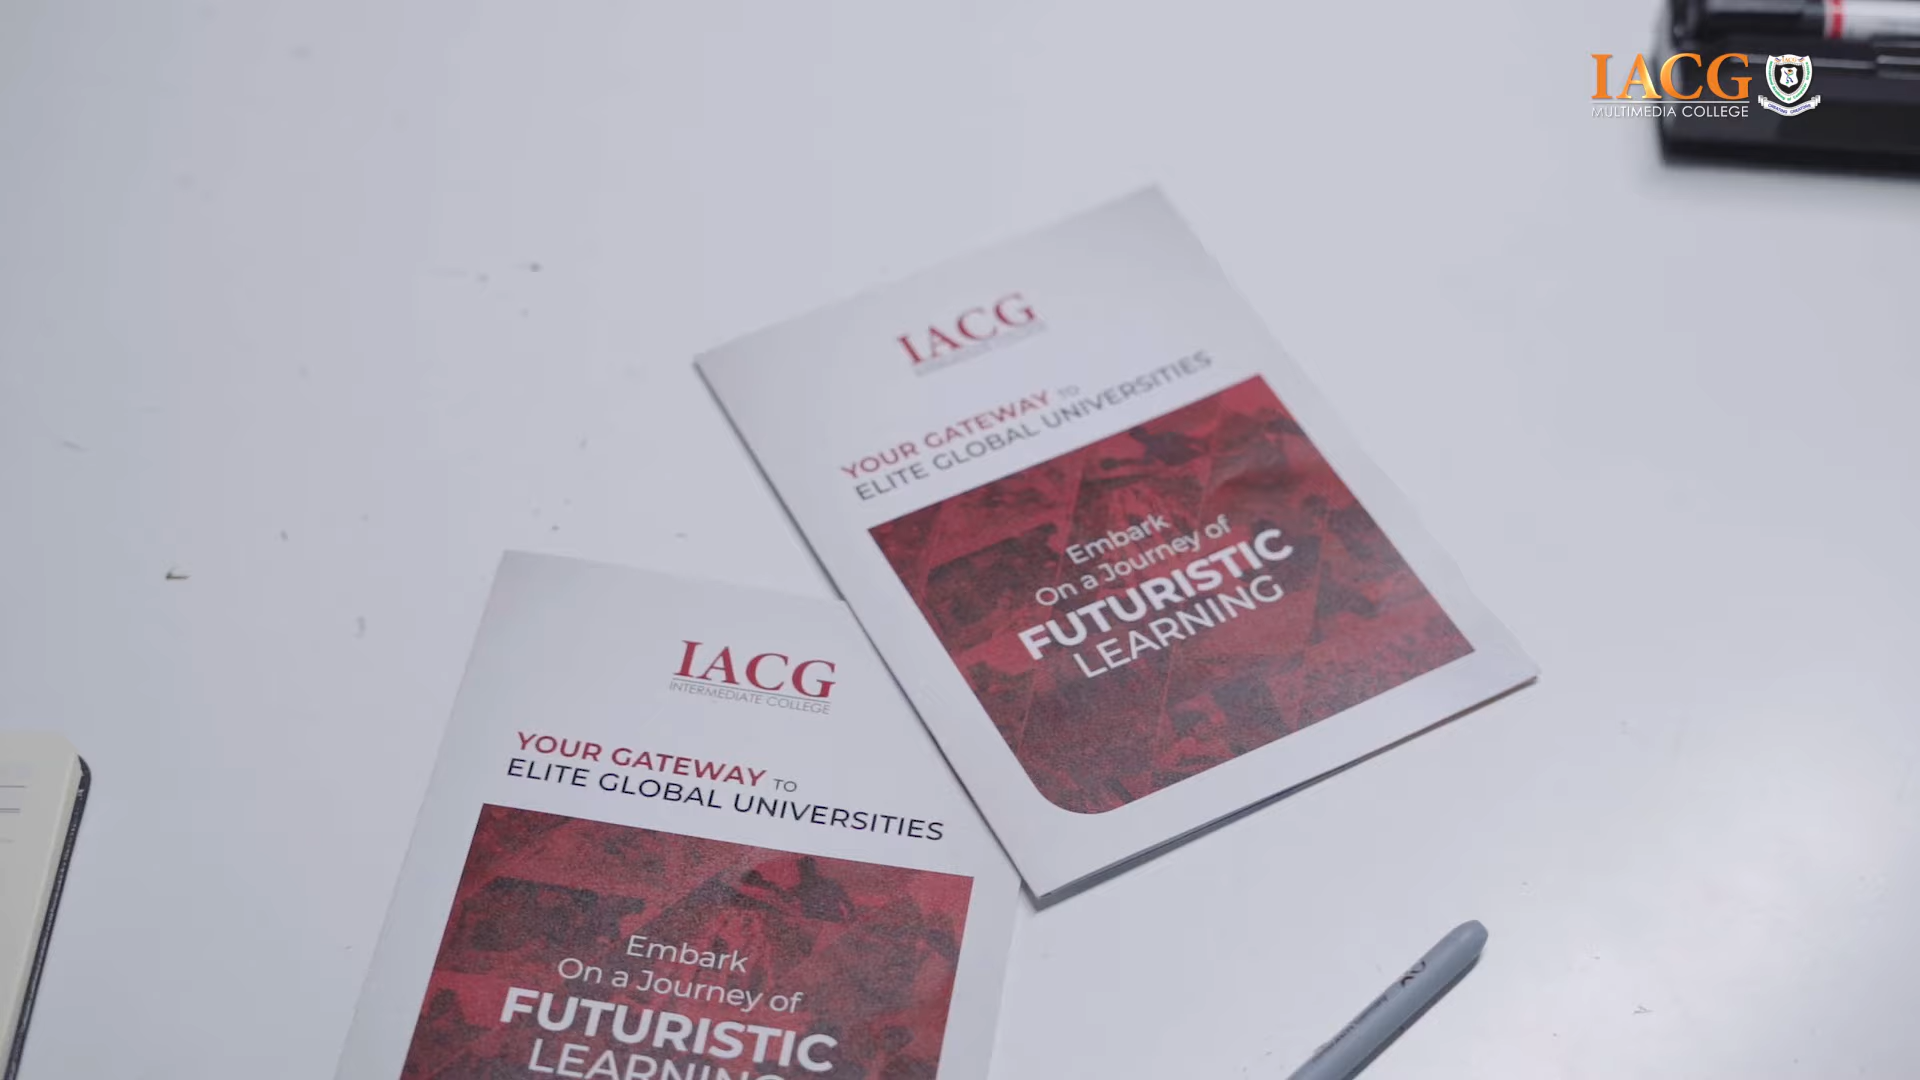 IACG
MULTIMEDIA COLLEGE
IACG
YOUR GATEWAY TO
ELITE GLOBAL UNIVERSITIES
Embark
On a Journey of
FUTURISTIC
LEARNING
IACG
INTERMEDIATE COLLEGE
YOUR GATEWAY TO
ELITE GLOBAL UNIVERSITIES
Embark
On a Journey of
FUTURISTIC
LEARNING